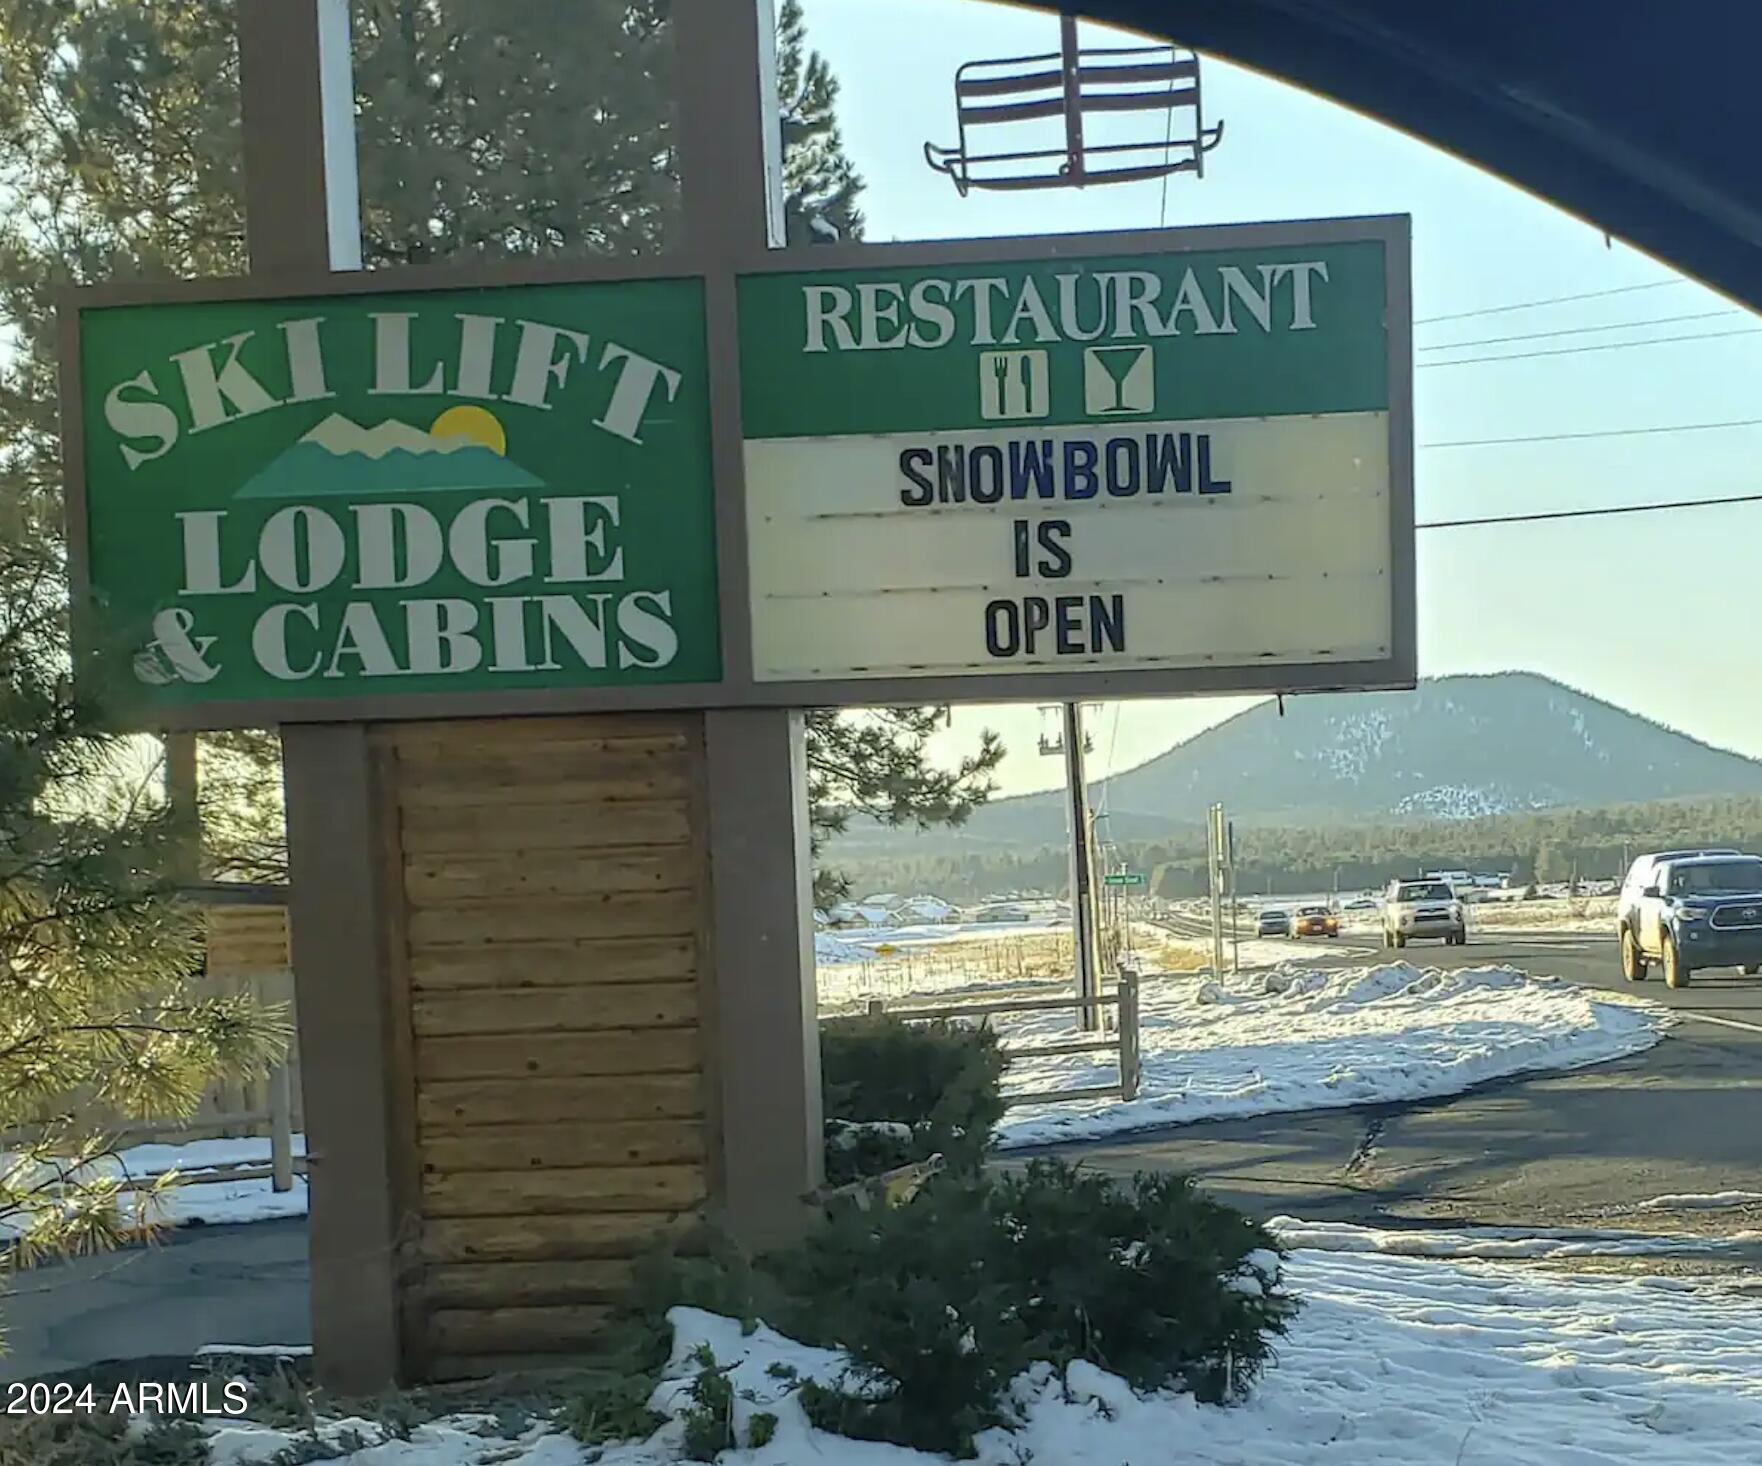 SKI LIFT
LODGE
& CABINS
RESTAURANT
SNOWBOWL
IS
OPEN
2024 ARMLS